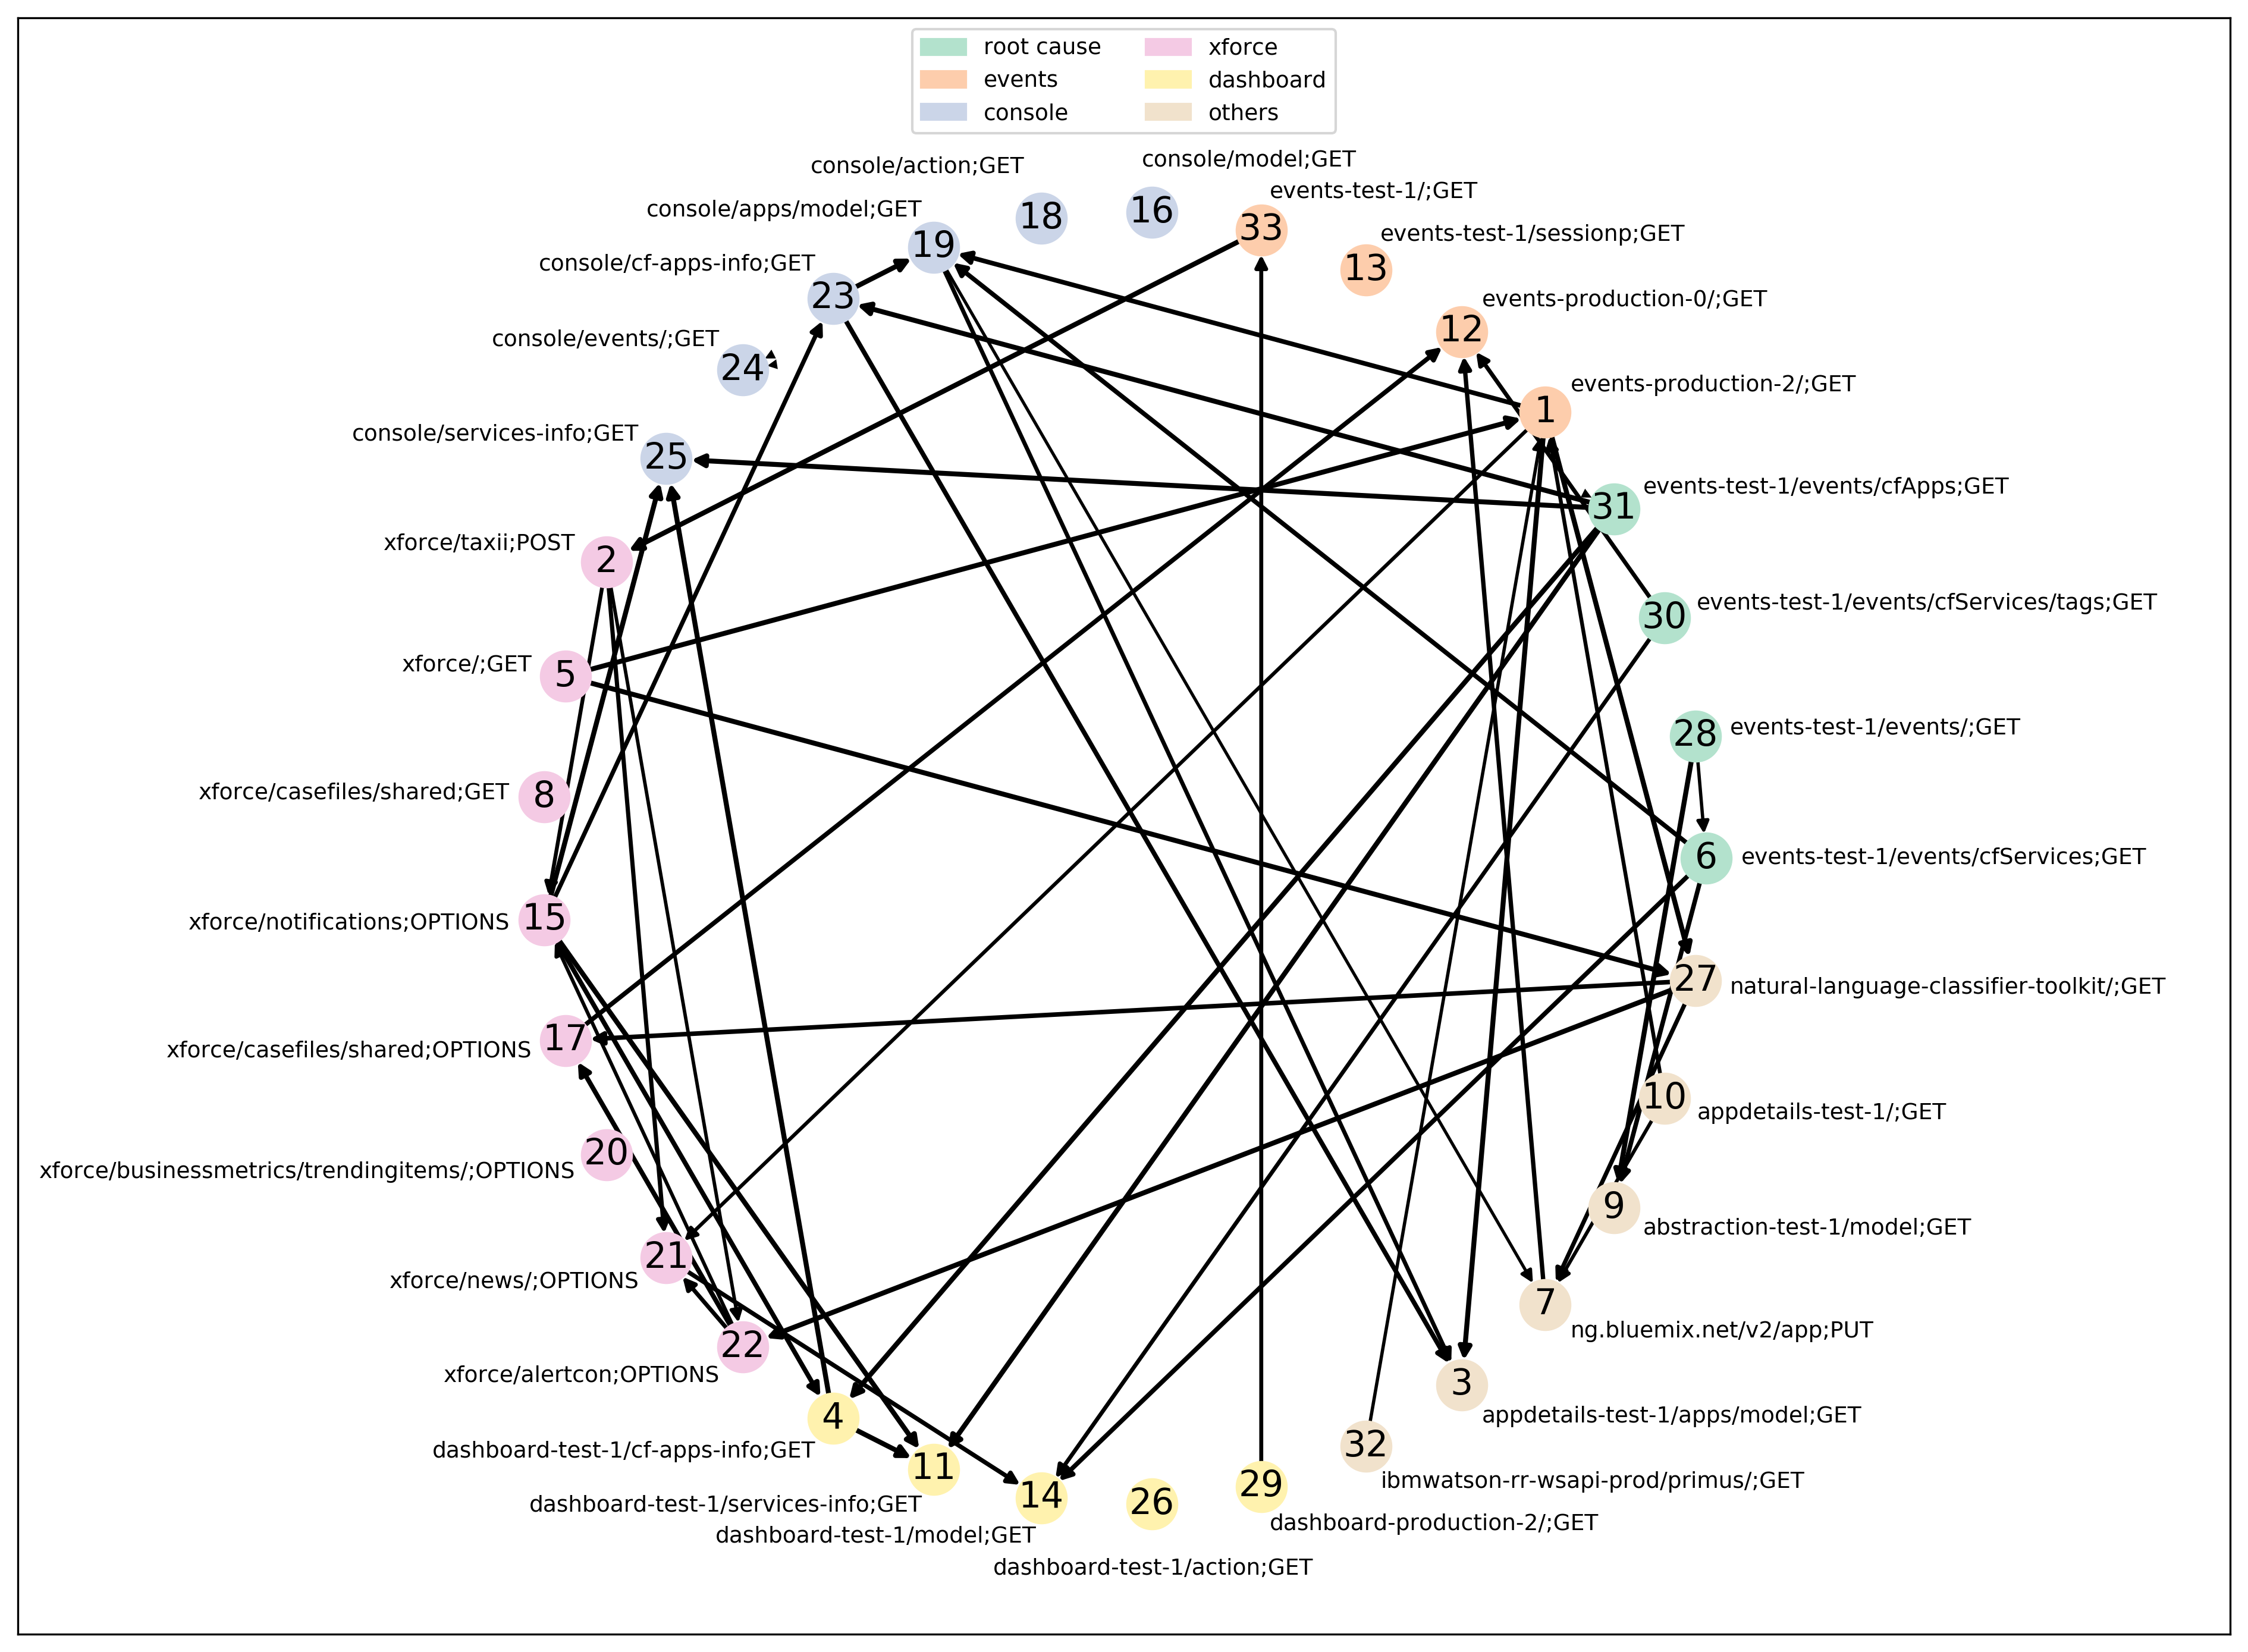 root cause
events
console
xforce
dashboard
others
console/action;GET
console/model;GET
console/apps/model;GET
events-test-1/;GET
18
16
33
19
console/cf-apps-info;GET
events-test-1/sessionp;GET
13
23
events-production-0/;GET
12
console/events/;GET
24
events-production-2/;GET
1
console/services-info;GET
25
events-test-1/events/cfApps;GET
31
xforce/taxii;POST
2
events-test-1/events/cfServices/tags;GET
30
xforce/;GET
5
events-test-1/events/;GET
28
xforce/casefiles/shared;GET
8
events-test-1/events/cfServices;GET
6
xforce/notifications;OPTIONS
15
natural-language-classifier-toolkit/;GET
27
xforce/casefiles/shared;OPTIONS
17
appdetails-test-1/;GET
10
xforce/businessmetrics/trendingitems/;OPTIONS
20
abstraction-test-1/model;GET
9
xforce/news/;OPTIONS
21
ng.bluemix.net/v2/app;PUT
7
xforce/alertcon;OPTIONS
22
appdetails-test-1/apps/model;GET
3
dashboard-test-1/cf-apps-info;GET
4
ibmwatson-rr-wsapi-prod/primus/;GET
32
dashboard-test-1/services-info;GET
11
dashboard-production-2/;GET
29
dashboard-test-1/model;GET
14
dashboard-test-1/action;GET
26